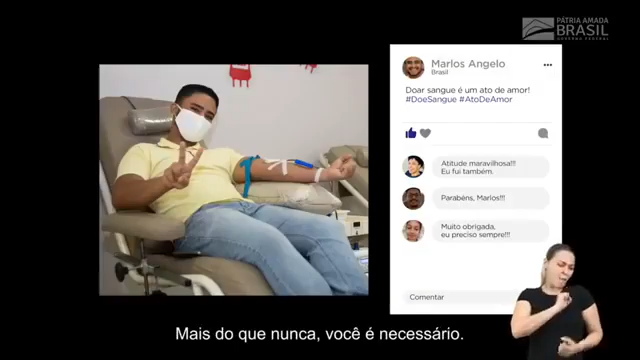 PÁTRIA AMADA
BRASIL
GOVERNO FEDERAL
Marlos Angelo
Brasil
Doar sangue é um ato de amor!
#DoeSangue #AtoDeAmor
Atitude maravilhosa!!!
Eu fui também.
Parabéns, Marlos!!!
Muito obrigada,
eu preciso sempre!!!
Comentar
Mais do que nunca, você é necessário.